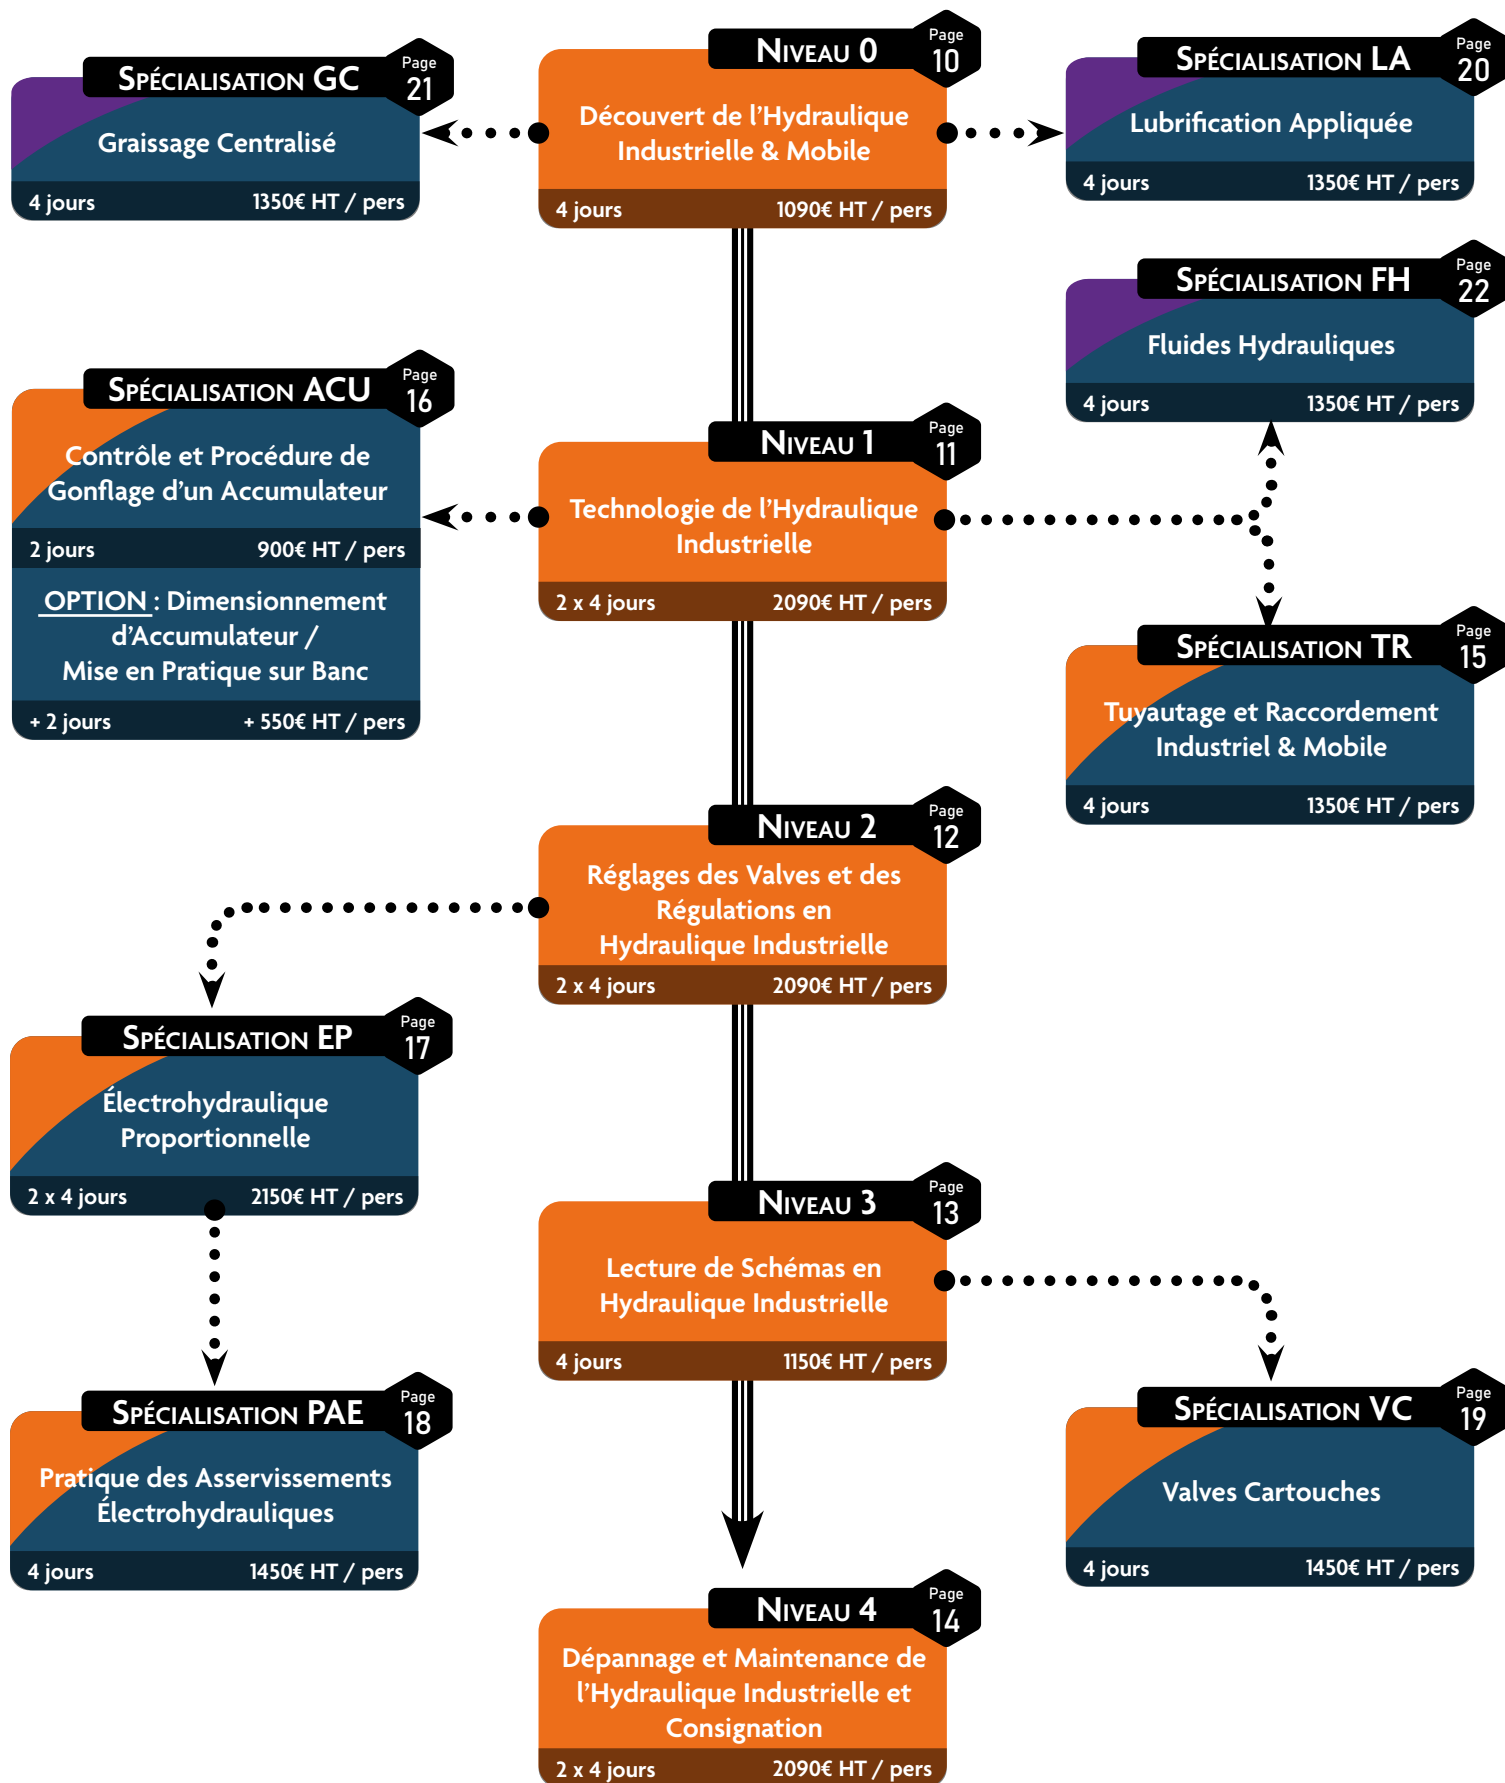 Niveau 0
Page
10
Découvert de l'Hydraulique
Industrielle & Mobile
4 jours 1090€ HT / pers
Spécialisation GC
Page
21
Graissage Centralisé
4 jours 1350€ HT / pers
Spécialisation LA
Page
20
Lubrification Appliquée
4 jours 1350€ HT / pers
Spécialisation FH
Page
22
Fluides Hydrauliques
4 jours 1350€ HT / pers
Spécialisation ACU
Page
16
Contrôle et Procédure de
Gonflage d'un Accumulateur
2 jours 900€ HT / pers
OPTION : Dimensionnement
d'Accumulateur /
Mise en Pratique sur Banc
+ 2 jours + 550€ HT / pers
Niveau 1
Page
11
Technologie de l'Hydraulique
Industrielle
2 x 4 jours 2090€ HT / pers
Spécialisation TR
Page
15
Tuyautage et Raccordement
Industriel & Mobile
4 jours 1350€ HT / pers
Niveau 2
Page
12
Réglages des Valves et des
Régulations en
Hydraulique Industrielle
2 x 4 jours 2090€ HT / pers
Spécialisation EP
Page
17
Électrohydraulique
Proportionnelle
2 x 4 jours 2150€ HT / pers
Niveau 3
Page
13
Lecture de Schémas en
Hydraulique Industrielle
4 jours 1150€ HT / pers
Spécialisation PAE
Page
18
Pratique des Asservissements
Électrohydrauliques
4 jours 1450€ HT / pers
Spécialisation VC
Page
19
Valves Cartouches
4 jours 1450€ HT / pers
Niveau 4
Page
14
Dépannage et Maintenance de
l'Hydraulique Industrielle et
Consignation
2 x 4 jours 2090€ HT / pers